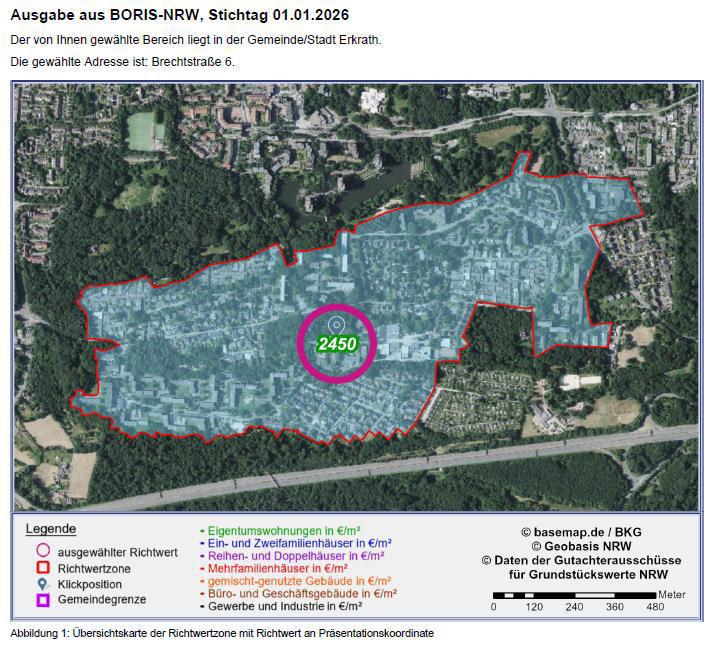 Ausgabe aus BORIS-NRW, Stichtag 01.01.2026
Der von Ihnen gewählte Bereich liegt in der Gemeinde/Stadt Erkrath.
Die gewählte Adresse ist: Brechtstraße 6.
2450
Legende
ausgewählter Richtwert
Richtwertzone
Klickposition
Gemeindegrenze
- Eigentumswohnungen in €/m²
- Ein- und Zweifamilienhäuser in €/m²
- Reihen- und Doppelhäuser in €/m²
- Mehrfamilienhäuser in €/m²
- gemischt-genutzte Gebäude in €/m²
- Büro- und Geschäftsgebäude in €/m²
- Gewerbe und Industrie in €/m²
© basemap.de / BKG
© Geobasis NRW
© Daten der Gutachterausschüsse
für Grundstückswerte NRW
Meter
0 120 240 360 480
Abbildung 1: Übersichtskarte der Richtwertzone mit Richtwert an Präsentationskoordinate